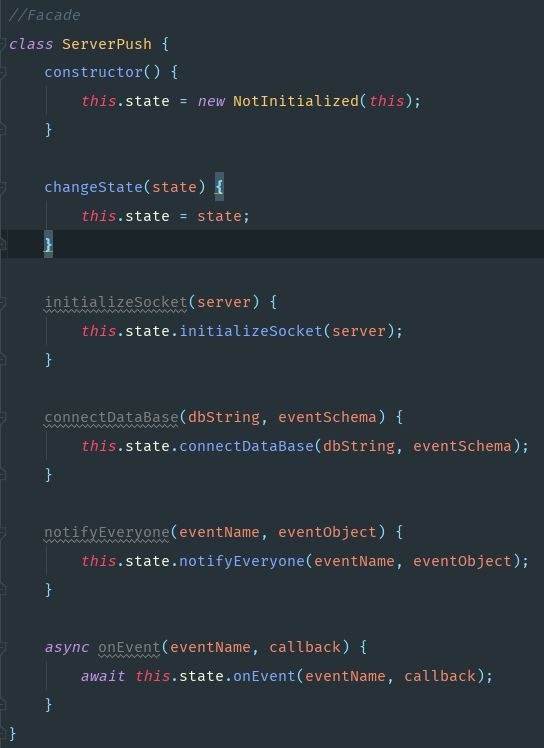 //Facade
class ServerPush {
    constructor() {
        this.state = new NotInitialized(this);
    }

    changeState(state) {
        this.state = state;
    }

    initializeSocket(server) {
        this.state.initializeSocket(server);
    }

    connectDataBase(dbString, eventSchema) {
        this.state.connectDataBase(dbString, eventSchema);
    }

    notifyEveryone(eventName, eventObject) {
        this.state.notifyEveryone(eventName, eventObject);
    }

    async onEvent(eventName, callback) {
        await this.state.onEvent(eventName, callback);
    }
}